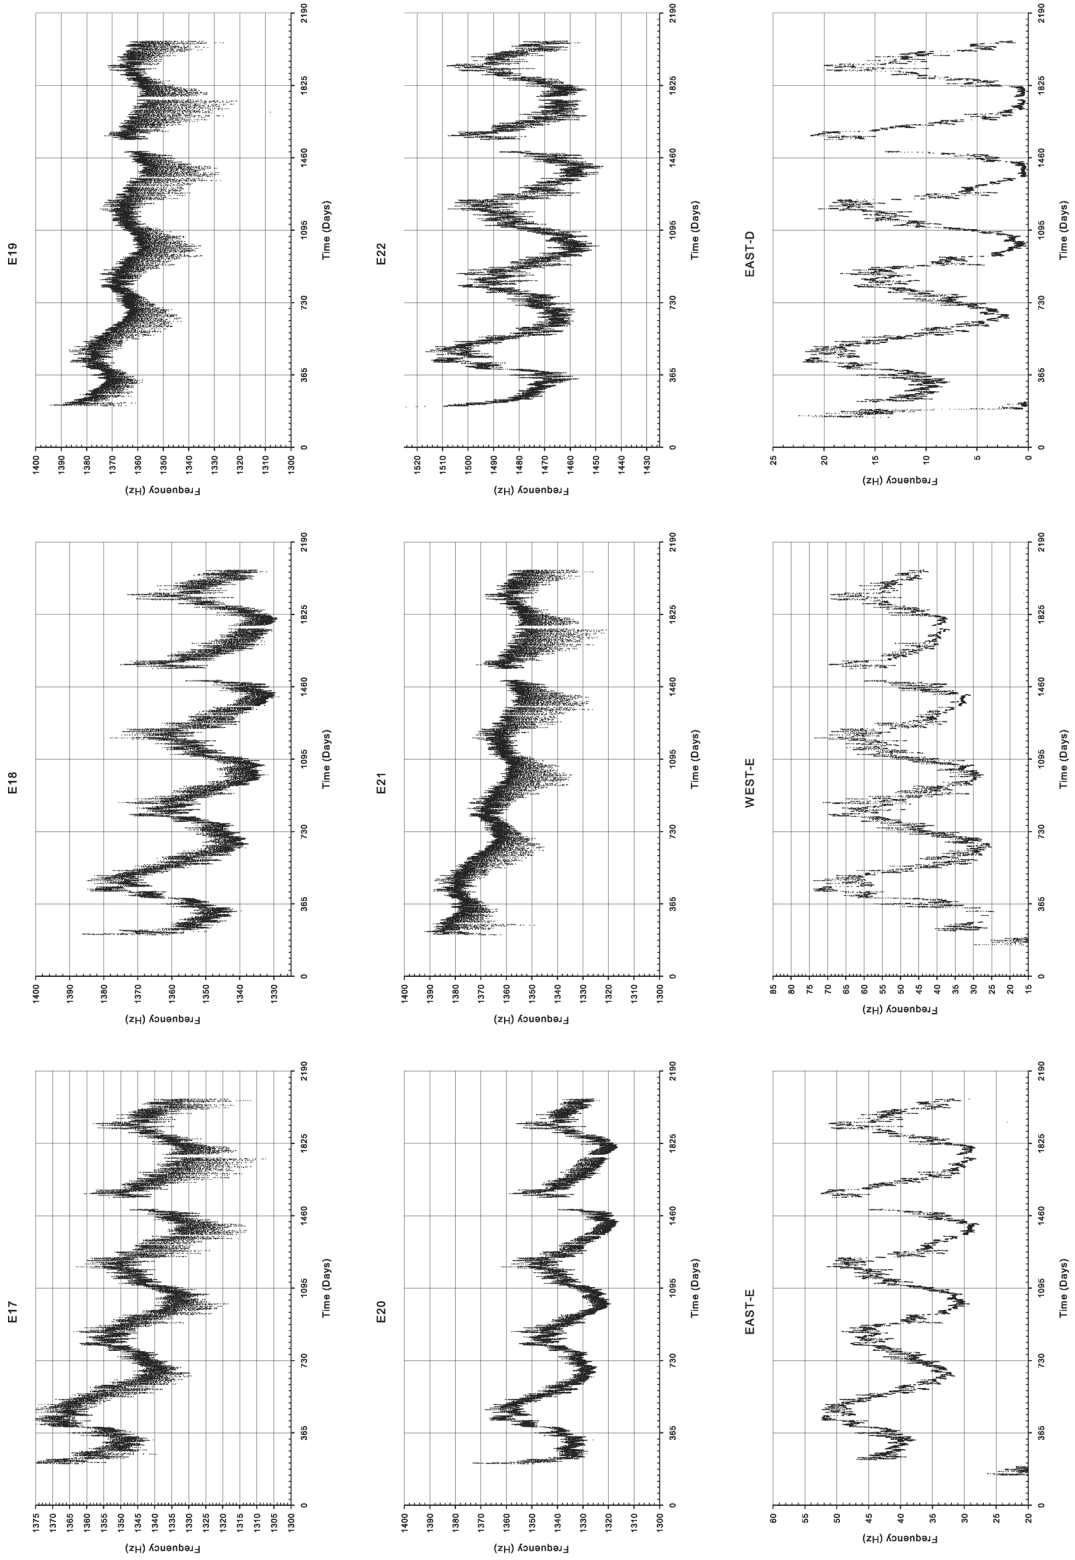 E17
Frequency (Hz)
1375
1370
1365
1360
1355
1350
1345
1340
1335
1330
1325
1320
1315
1310
1305
1300
0 365 730 1095 1460 1825 2190
Time (Days)
E18
Frequency (Hz)
1400
1390
1380
1370
1360
1350
1340
1330
0 365 730 1095 1460 1825 2190
Time (Days)
E19
Frequency (Hz)
1400
1390
1380
1370
1360
1350
1340
1330
1320
1310
1300
0 365 730 1095 1460 1825 2190
Time (Days)
E20
Frequency (Hz)
1400
1390
1380
1370
1360
1350
1340
1330
1320
1310
1300
0 365 730 1095 1460 1825 2190
Time (Days)
E21
Frequency (Hz)
1400
1390
1380
1370
1360
1350
1340
1330
1320
1310
1300
0 365 730 1095 1460 1825 2190
Time (Days)
E22
Frequency (Hz)
1520
1510
1500
1490
1480
1470
1460
1450
1440
1430
0 365 730 1095 1460 1825 2190
Time (Days)
EAST-E
Frequency (Hz)
60
55
50
45
40
35
30
25
20
0 365 730 1095 1460 1825 2190
Time (Days)
WEST-E
Frequency (Hz)
85
80
75
70
65
60
55
50
45
40
35
30
25
20
15
0 365 730 1095 1460 1825 2190
Time (Days)
EAST-D
Frequency (Hz)
25
20
15
10
5
0
0 365 730 1095 1460 1825 2190
Time (Days)